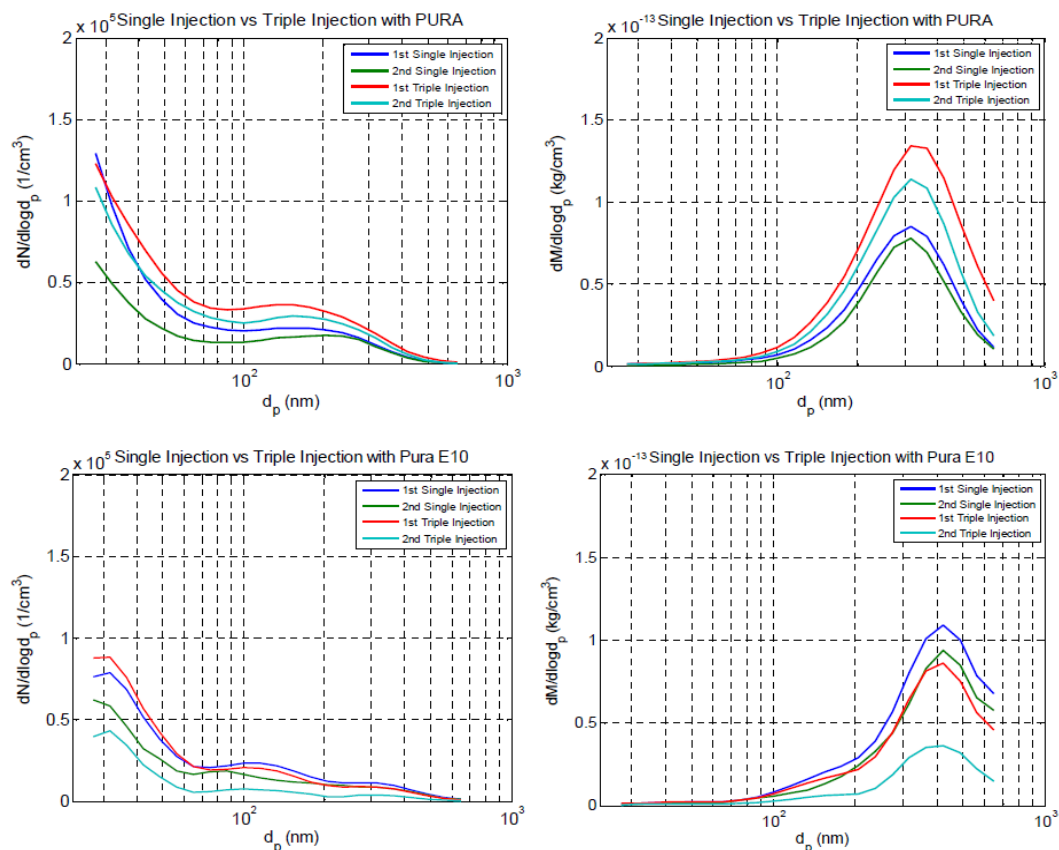 x 10^5 Single Injection vs Triple Injection with PURA
2
1.5
1
0.5
0
dN/dlogd_p (1/cm^3)
1st Single Injection
2nd Single Injection
1st Triple Injection
2nd Triple Injection
10^2
10^3
d_p (nm)
x 10^-13 Single Injection vs Triple Injection with PURA
2
1.5
1
0.5
0
dM/dlogd_p (kg/cm^3)
1st Single Injection
2nd Single Injection
1st Triple Injection
2nd Triple Injection
10^2
10^3
d_p (nm)
x 10^5 Single Injection vs Triple Injection with Pura E10
2
1.5
1
0.5
0
dN/dlogd_p (1/cm^3)
1st Single Injection
2nd Single Injection
1st Triple Injection
2nd Triple Injection
10^2
10^3
d_p (nm)
x 10^-13 Single Injection vs Triple Injection with Pura E10
2
1.5
1
0.5
0
dM/dlogd_p (kg/cm^3)
1st Single Injection
2nd Single Injection
1st Triple Injection
2nd Triple Injection
10^2
10^3
d_p (nm)